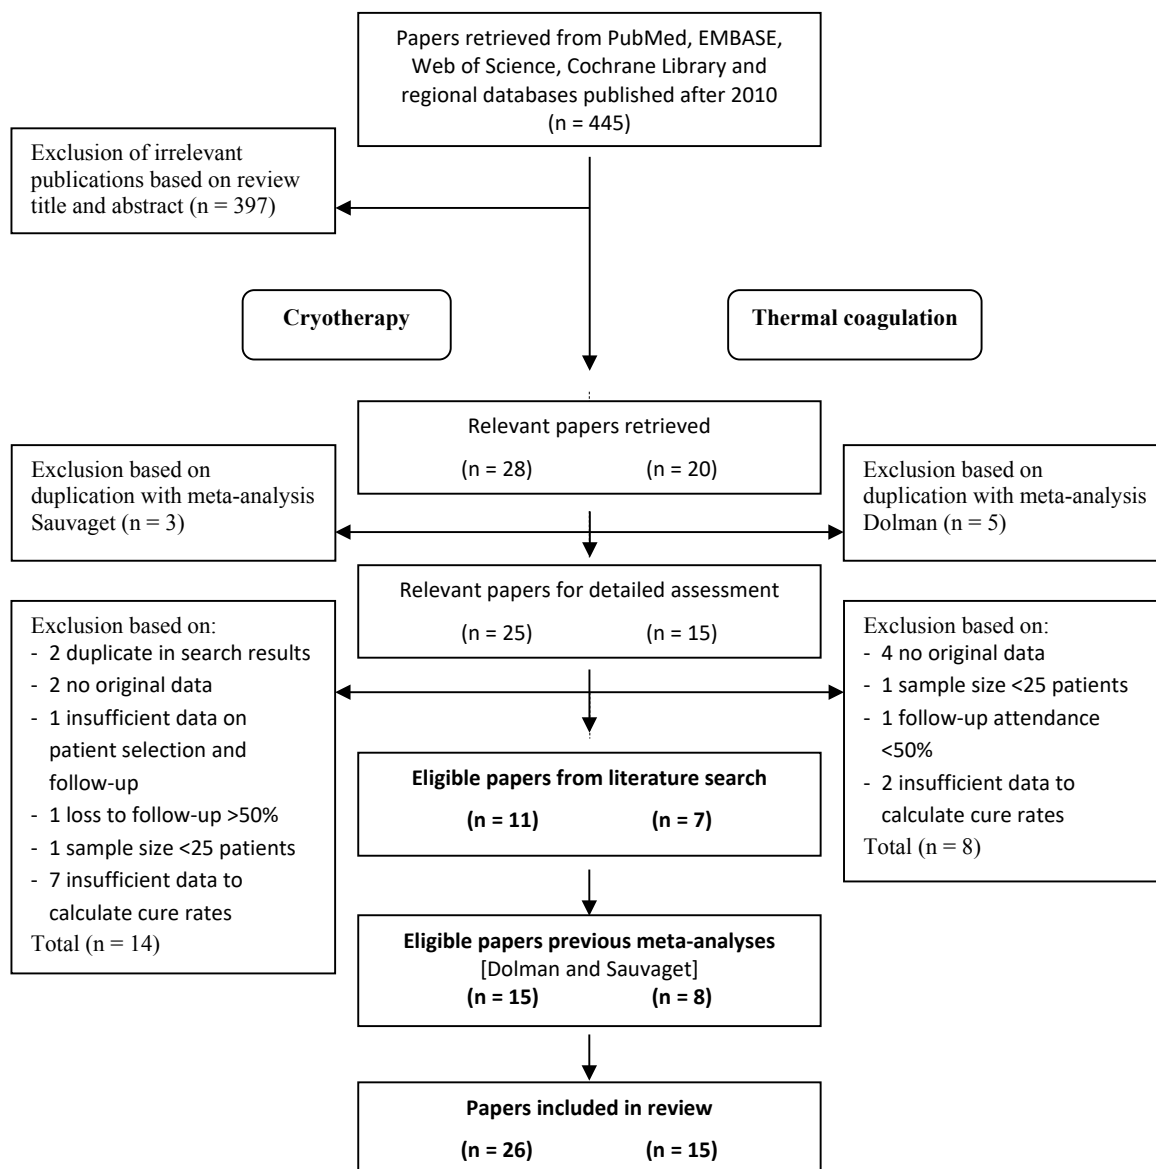 Papers retrieved from PubMed, EMBASE,
Web of Science, Cochrane Library and
regional databases published after 2010
(n = 445)
Exclusion of irrelevant
publications based on review
title and abstract (n = 397)
Cryotherapy
Thermal coagulation
Relevant papers retrieved
(n = 28) (n = 20)
Exclusion based on
duplication with meta-analysis
Sauvaget (n = 3)
Exclusion based on
duplication with meta-analysis
Dolman (n = 5)
Relevant papers for detailed assessment
(n = 25) (n = 15)
Exclusion based on:
- 2 duplicate in search results
- 2 no original data
- 1 insufficient data on
patient selection and
follow-up
- 1 loss to follow-up >50%
- 1 sample size <25 patients
- 7 insufficient data to
calculate cure rates
Total (n = 14)
Exclusion based on:
- 4 no original data
- 1 sample size <25 patients
- 1 follow-up attendance
<50%
- 2 insufficient data to
calculate cure rates
Total (n = 8)
Eligible papers from literature search
(n = 11) (n = 7)
Eligible papers previous meta-analyses
[Dolman and Sauvaget]
(n = 15) (n = 8)
Papers included in review
(n = 26) (n = 15)